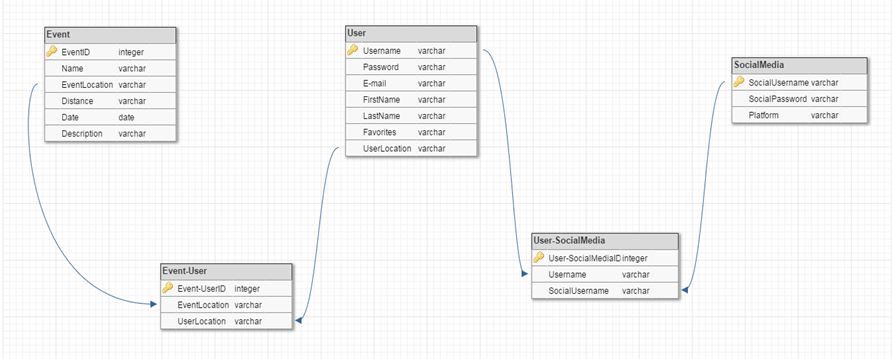 Event
EventID integer
Name varchar
EventLocation varchar
Distance varchar
Date date
Description varchar
User
Username varchar
Password varchar
E-mail varchar
FirstName varchar
LastName varchar
Favorites varchar
UserLocation varchar
SocialMedia
SocialUsername varchar
SocialPassword varchar
Platform varchar
Event-User
Event-UserID integer
EventLocation varchar
UserLocation varchar
User-SocialMedia
User-SocialMediaID integer
Username varchar
SocialUsername varchar